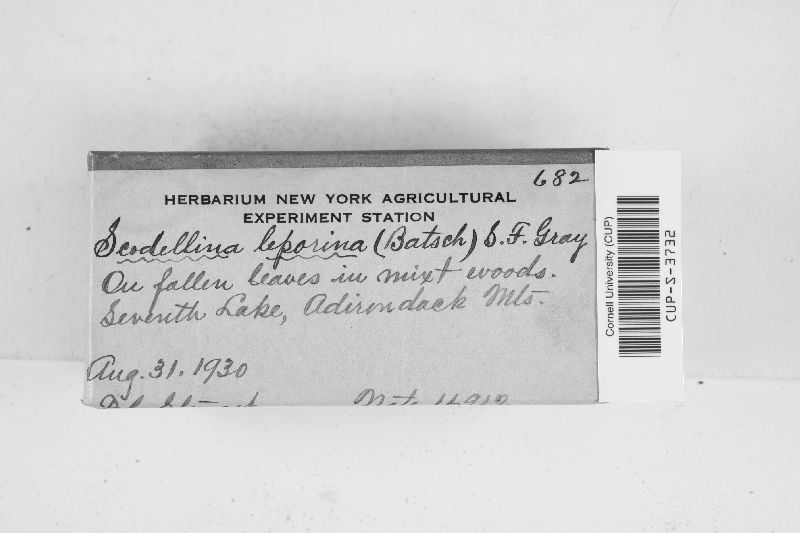 682
HERBARIUM NEW YORK AGRICULTURAL
EXPERIMENT STATION
Scodellina leporina (Batsch) S. F. Gray
On fallen leaves in mixt woods.
Seventh Lake, Adirondack Mts.
Aug. 31, 1930
Cornell University (CUP)
CUP-S-3732